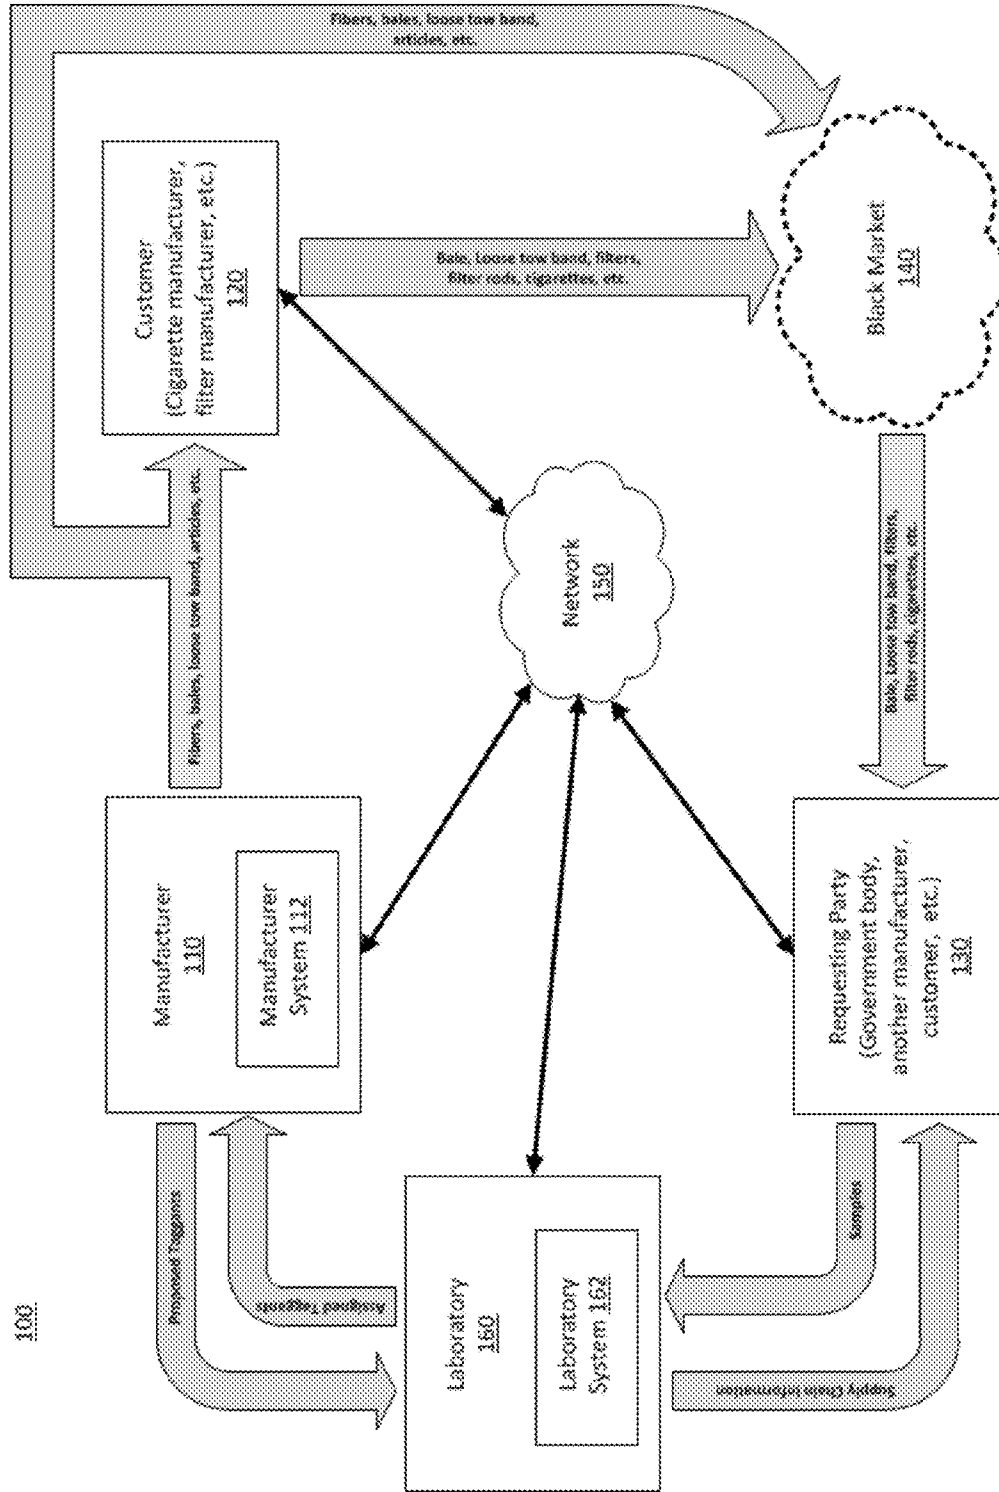 100
Proposed Taggants
Assigned Taggants
Manufacturer
110
Manufacturer
System 112
Fibers, bales, loose tow band, articles, etc.
Customer
(Cigarette manufacturer,
filter manufacturer, etc.)
120
Fibers, bales, loose tow band,
articles, etc.
Laboratory
160
Laboratory
System 162
Network
150
Bale, Loose tow band, filters,
filter rods, cigarettes, etc.
Supply Chain Information
Samples
Requesting Party
(Government body,
another manufacturer,
customer, etc.)
130
Bale, Loose tow band, filters,
filter rods, cigarettes, etc.
Black Market
140